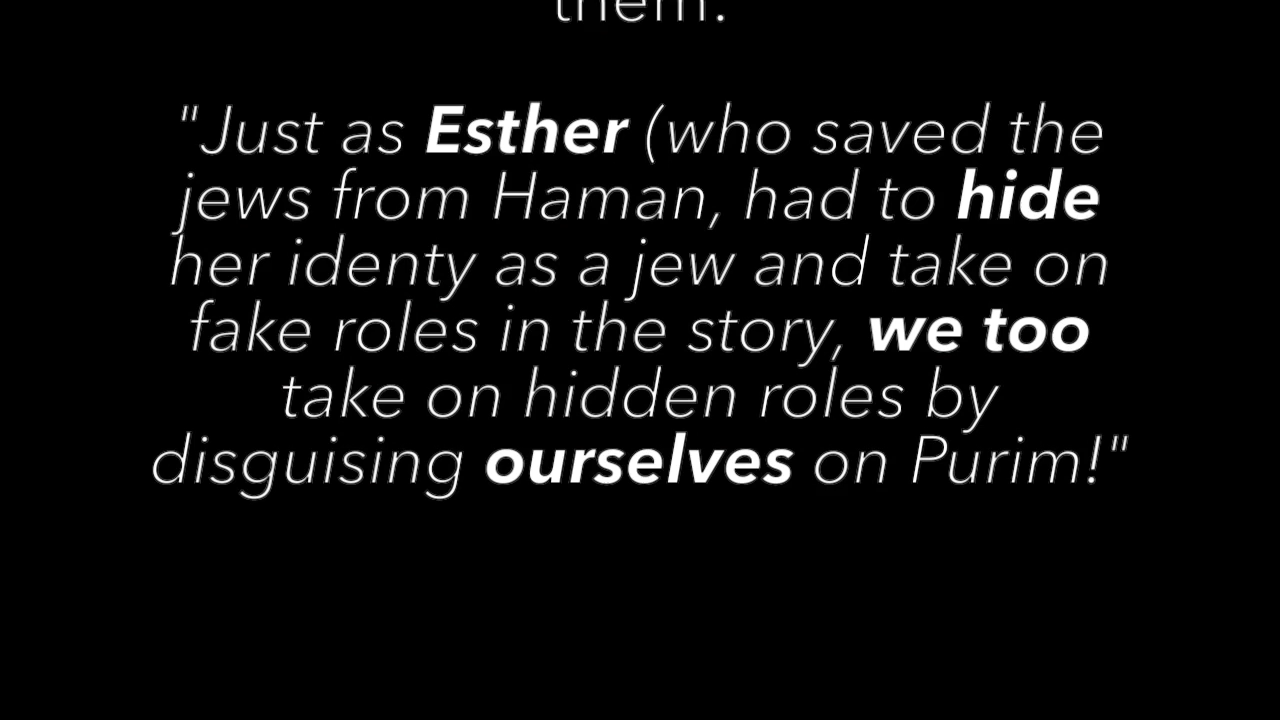 them.
"Just as Esther (who saved the
jews from Haman, had to hide
her identy as a jew and take on
fake roles in the story, we too
take on hidden roles by
disguising ourselves on Purim!"